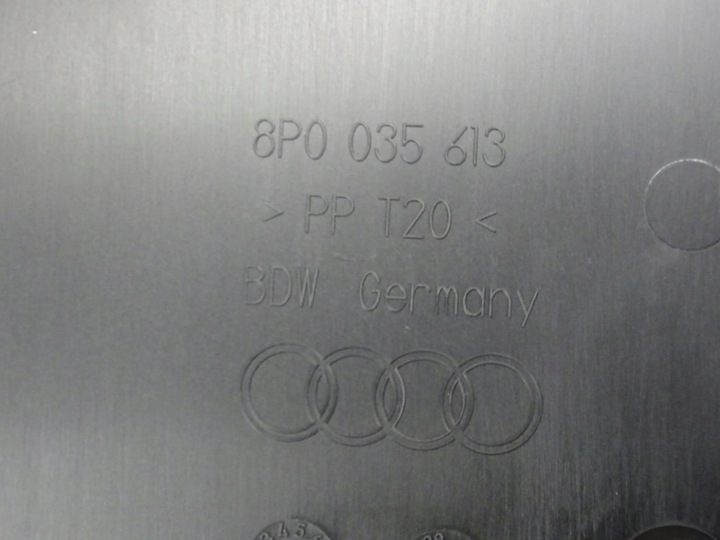 8P0 035 613
> PP T20 <
BDW Germany